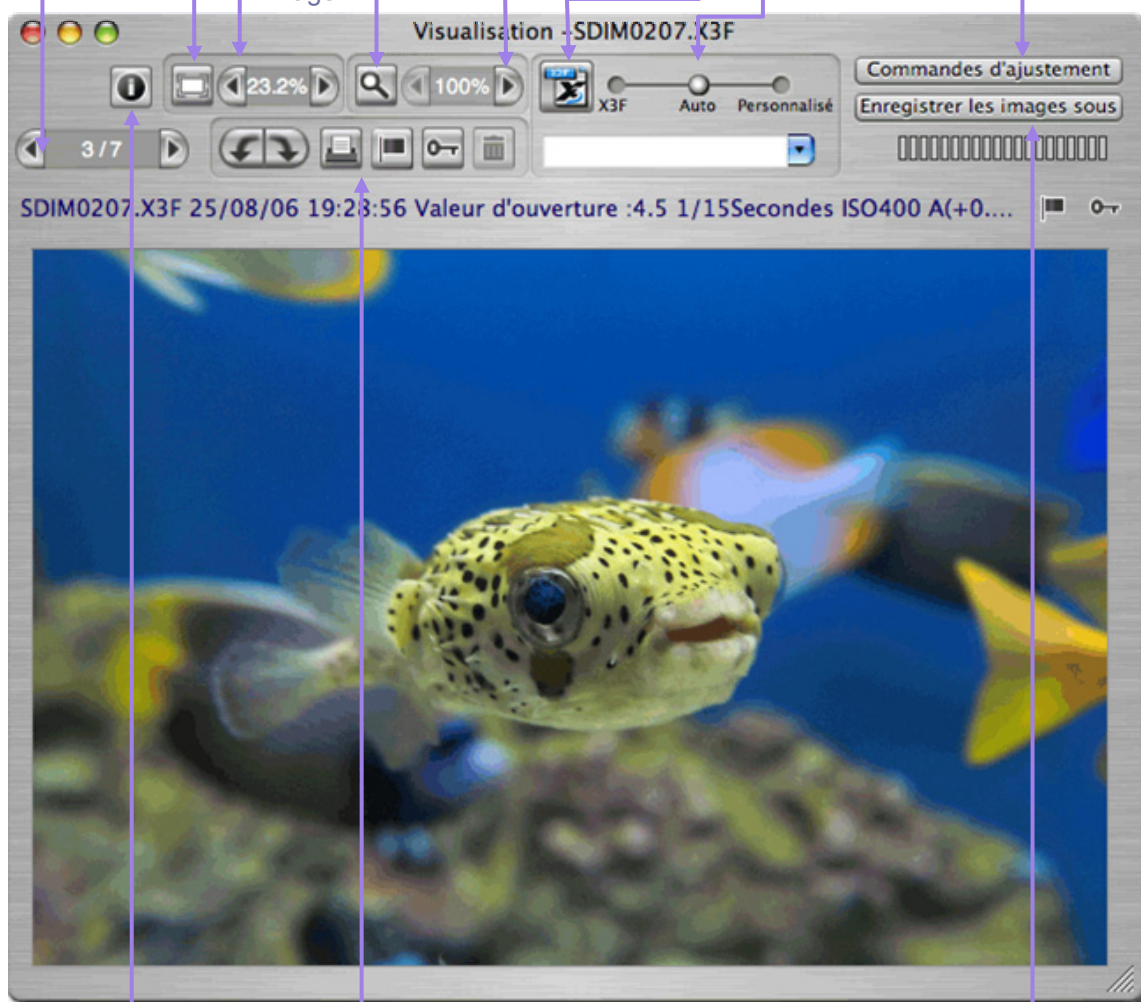 Visualisation - SDIM0207.X3F
23.2%
100%
X3F Auto Personnalisé
Commandes d'ajustement
Enregistrer les images sous
3/7
SDIM0207.X3F 25/08/06 19:28:56 Valeur d'ouverture :4.5 1/15Secondes ISO400 A(+0....